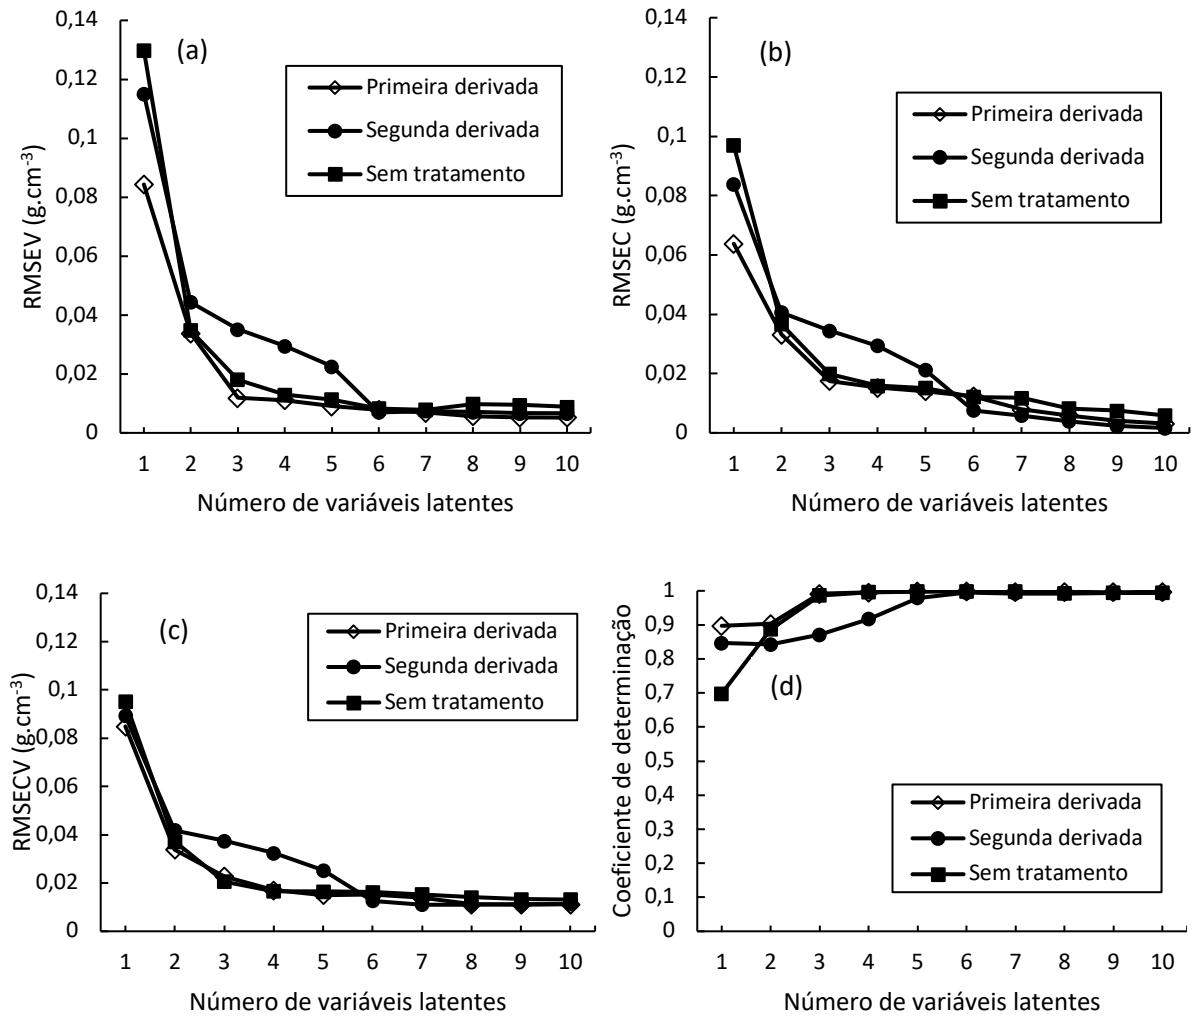 (a)
RMSEV (g.cm-3)
0,14
0,12
0,1
0,08
0,06
0,04
0,02
0
Primeira derivada
Segunda derivada
Sem tratamento
1 2 3 4 5 6 7 8 9 10
Número de variáveis latentes
(b)
RMSEC (g.cm-3)
0,14
0,12
0,1
0,08
0,06
0,04
0,02
0
Primeira derivada
Segunda derivada
Sem tratamento
1 2 3 4 5 6 7 8 9 10
Número de variáveis latentes
(c)
RMSECV (g.cm-3)
0,14
0,12
0,1
0,08
0,06
0,04
0,02
0
Primeira derivada
Segunda derivada
Sem tratamento
1 2 3 4 5 6 7 8 9 10
Número de variáveis latentes
(d)
Coeficiente de determinação
1
0,9
0,8
0,7
0,6
0,5
0,4
0,3
0,2
0,1
0
Primeira derivada
Segunda derivada
Sem tratamento
1 2 3 4 5 6 7 8 9 10
Número de variáveis latentes